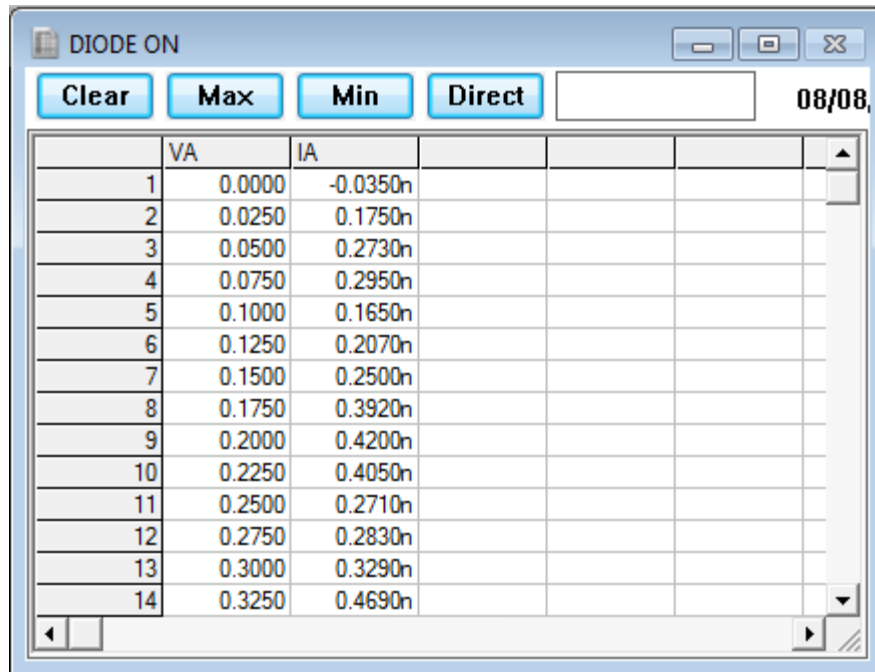 DIODE ON
Clear Max Min Direct 08/08,
VA IA
1 0.0000 -0.0350n
2 0.0250 0.1750n
3 0.0500 0.2730n
4 0.0750 0.2950n
5 0.1000 0.1650n
6 0.1250 0.2070n
7 0.1500 0.2500n
8 0.1750 0.3920n
9 0.2000 0.4200n
10 0.2250 0.4050n
11 0.2500 0.2710n
12 0.2750 0.2830n
13 0.3000 0.3290n
14 0.3250 0.4690n